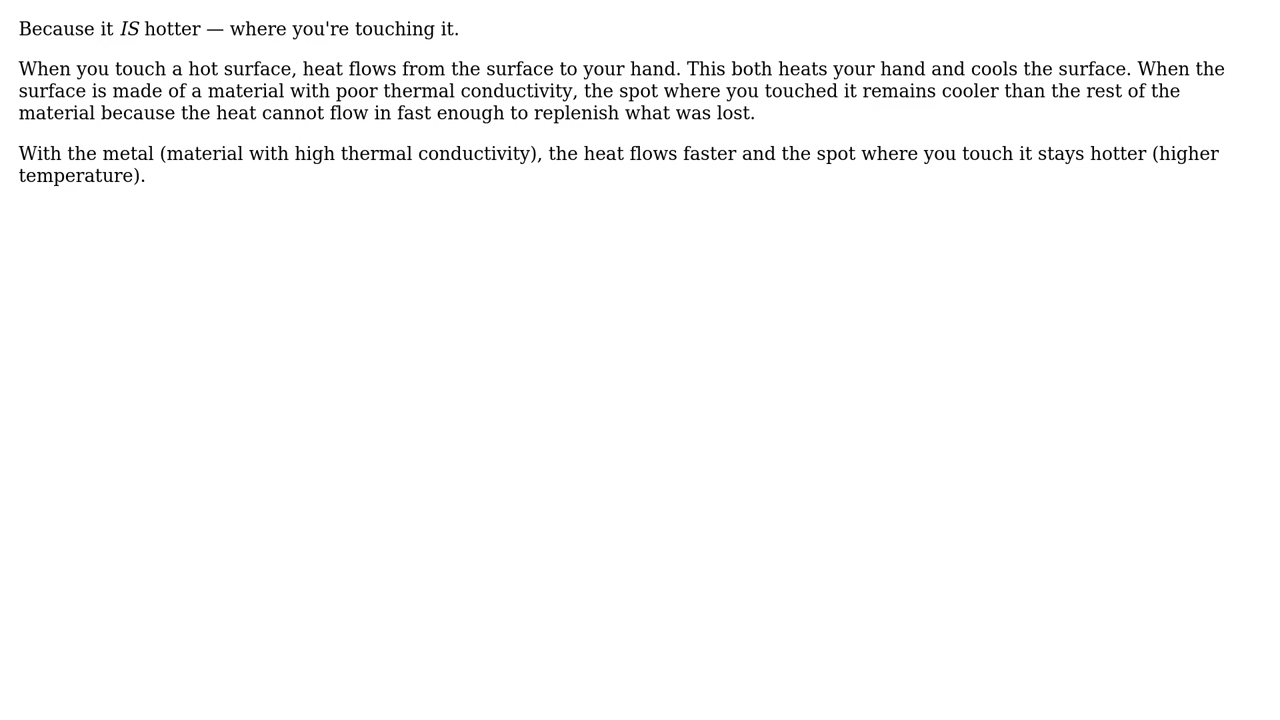 Because it IS hotter — where you're touching it.
When you touch a hot surface, heat flows from the surface to your hand. This both heats your hand and cools the surface. When the
surface is made of a material with poor thermal conductivity, the spot where you touched it remains cooler than the rest of the
material because the heat cannot flow in fast enough to replenish what was lost.
With the metal (material with high thermal conductivity), the heat flows faster and the spot where you touch it stays hotter (higher
temperature).